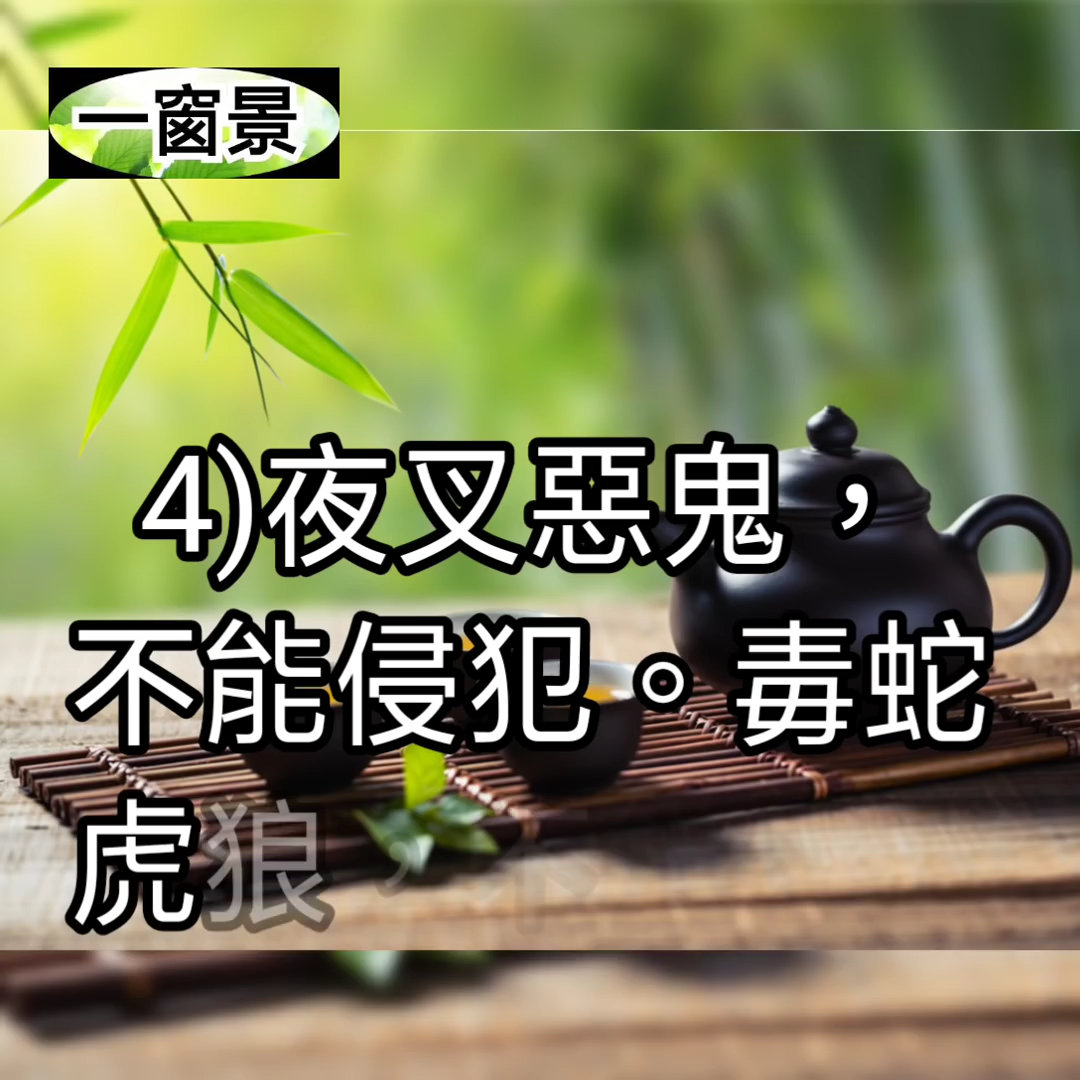 一窗景
4)夜叉惡鬼，
不能侵犯。毒蛇
虎狼，